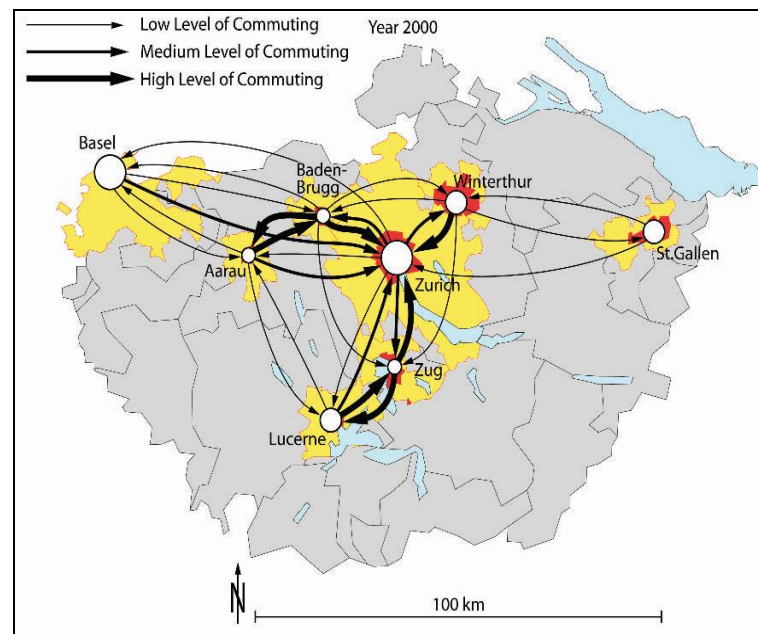 Low Level of Commuting
Year 2000
Medium Level of Commuting
High Level of Commuting
Basel
Baden-
Brugg
Winterthur
Aarau
Zurich
St.Gallen
Zug
Lucerne
N
100 km